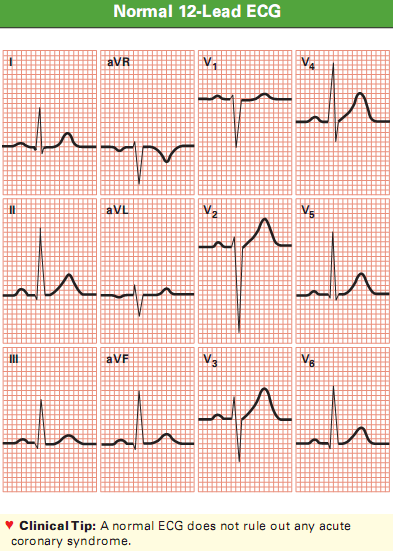 Normal 12-Lead ECG
I aVR V1 V4
II aVL V2 V5
III aVF V3 V6
♥ Clinical Tip: A normal ECG does not rule out any acute
coronary syndrome.